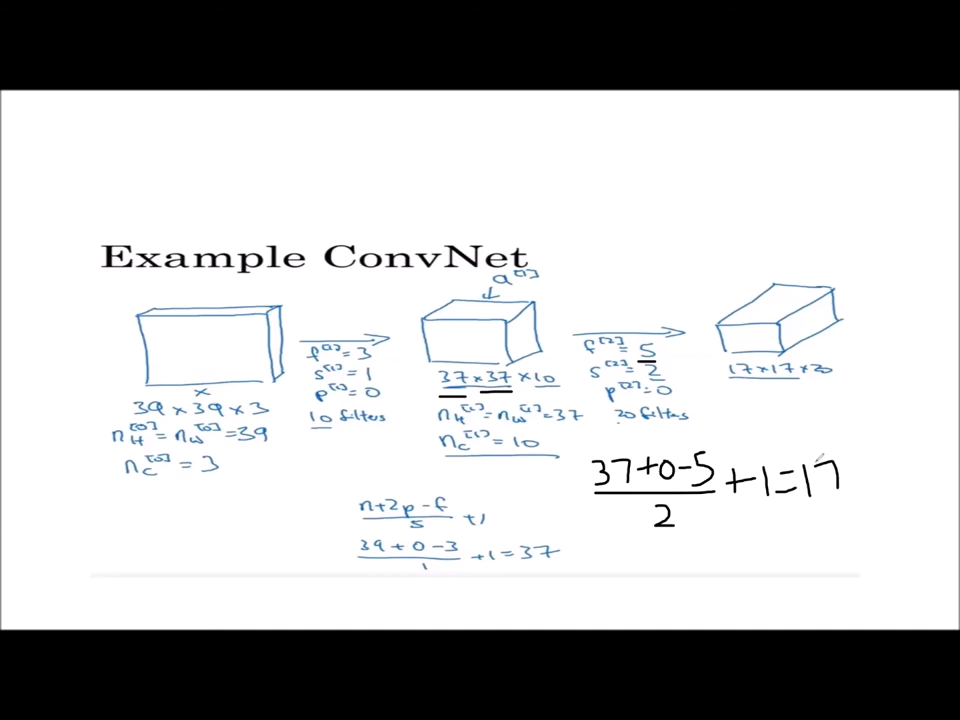 Example ConvNet
a^[1]
x
39 × 39 × 3
n_H^[0] = n_W^[0] = 39
n_c^[0] = 3
f^[1] = 3
s^[1] = 1
p^[1] = 0
10 filters
37 × 37 × 10
n_H^[1] = n_W^[1] = 37
n_c^[1] = 10
f^[2] = 5
s^[2] = 2
p^[2] = 0
20 filters
17 × 17 × 20
n+2p-f
s +1
39 + 0 - 3
1 +1 = 37
37+0-5
2 +1=17